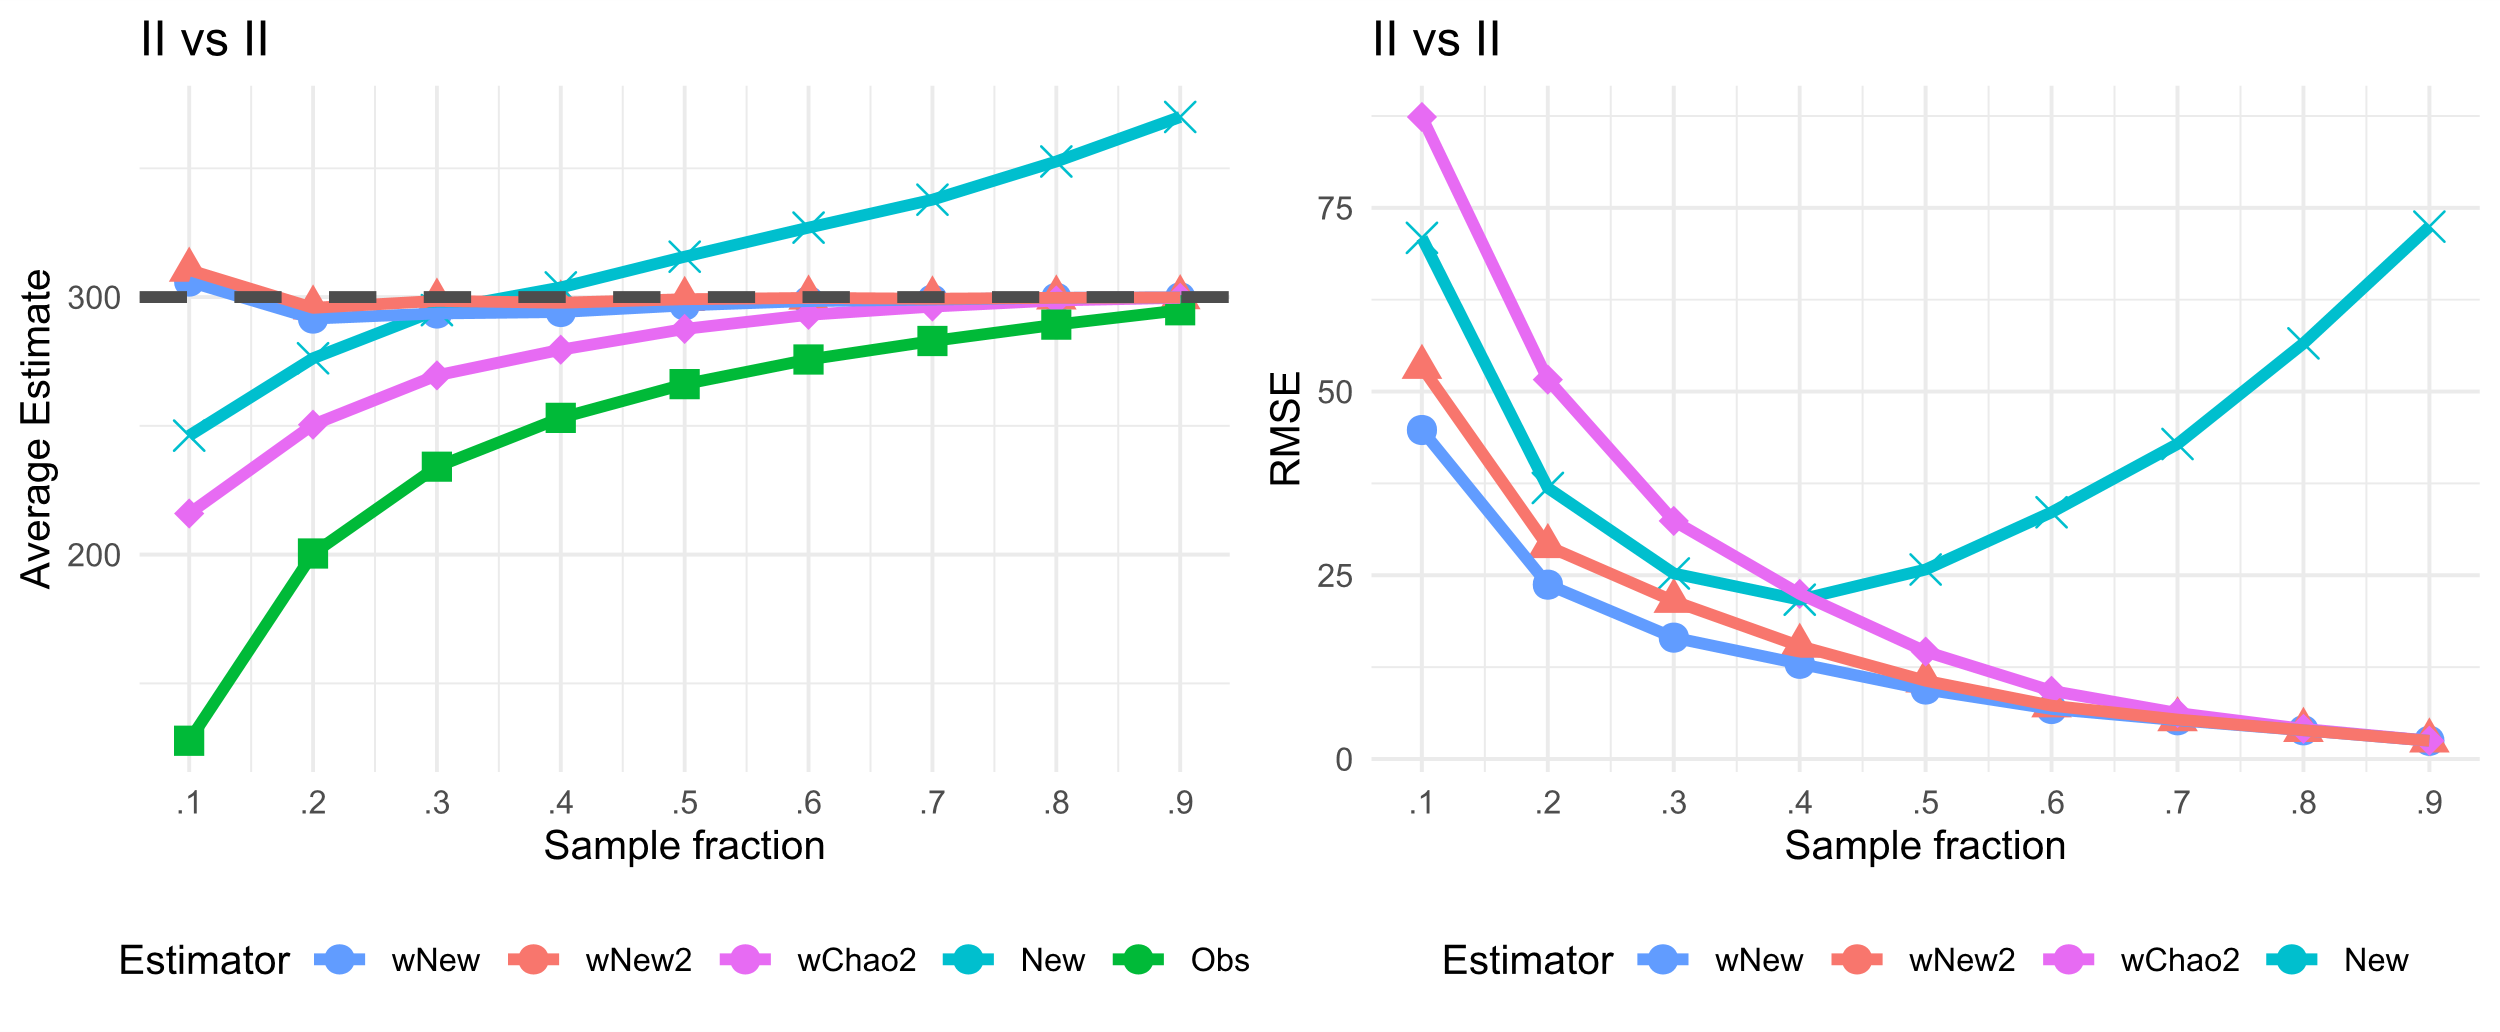 II vs II
Average Estimate
300
200
.1 .2 .3 .4 .5 .6 .7 .8 .9
Sample fraction
Estimator wNew wNew2 wChao2 New Obs
II vs II
RMSE
75
50
25
0
.1 .2 .3 .4 .5 .6 .7 .8 .9
Sample fraction
Estimator wNew wNew2 wChao2 New